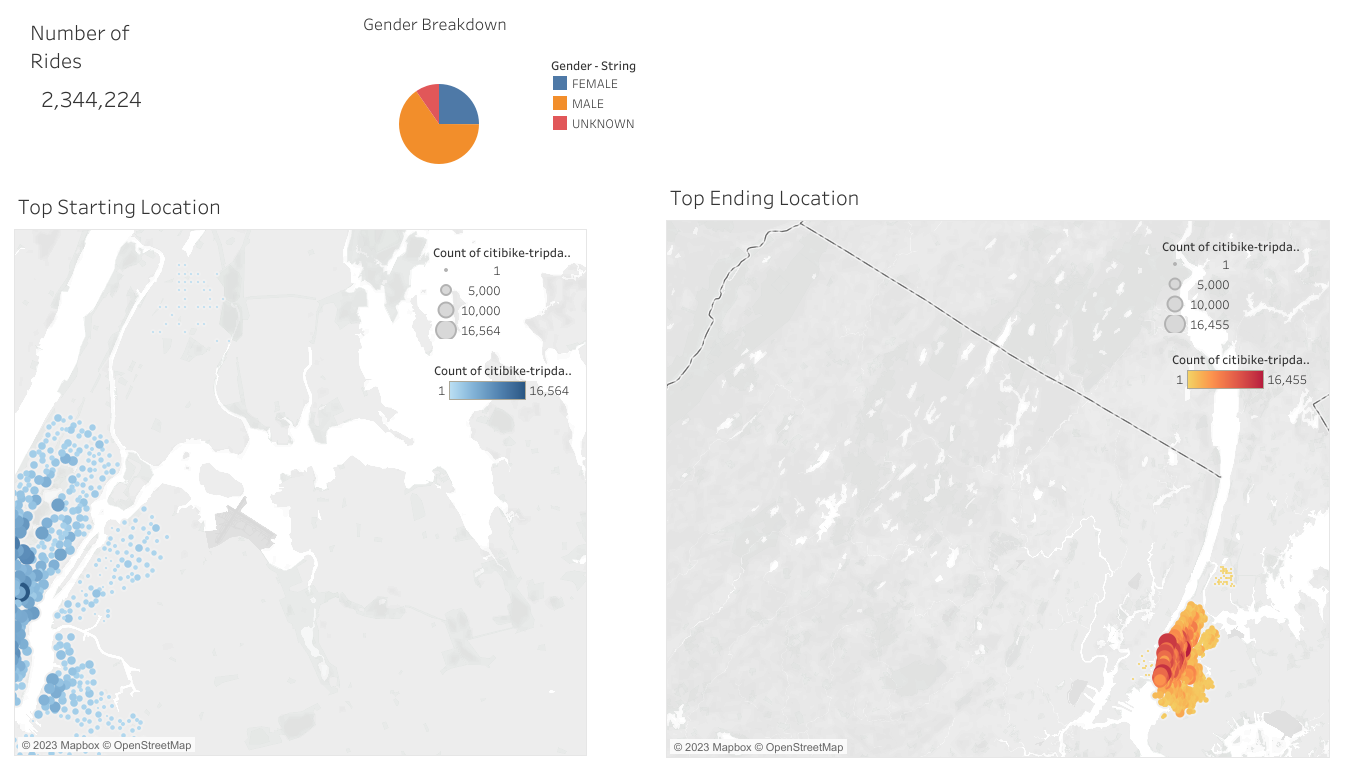 Number of
Rides
2,344,224
Gender Breakdown
Gender - String
FEMALE
MALE
UNKNOWN
Top Starting Location
Count of citibike-tripda..
1
5,000
10,000
16,564
Count of citibike-tripda..
1 16,564
© 2023 Mapbox © OpenStreetMap
Top Ending Location
Count of citibike-tripda..
1
5,000
10,000
16,455
Count of citibike-tripda..
1 16,455
© 2023 Mapbox © OpenStreetMap